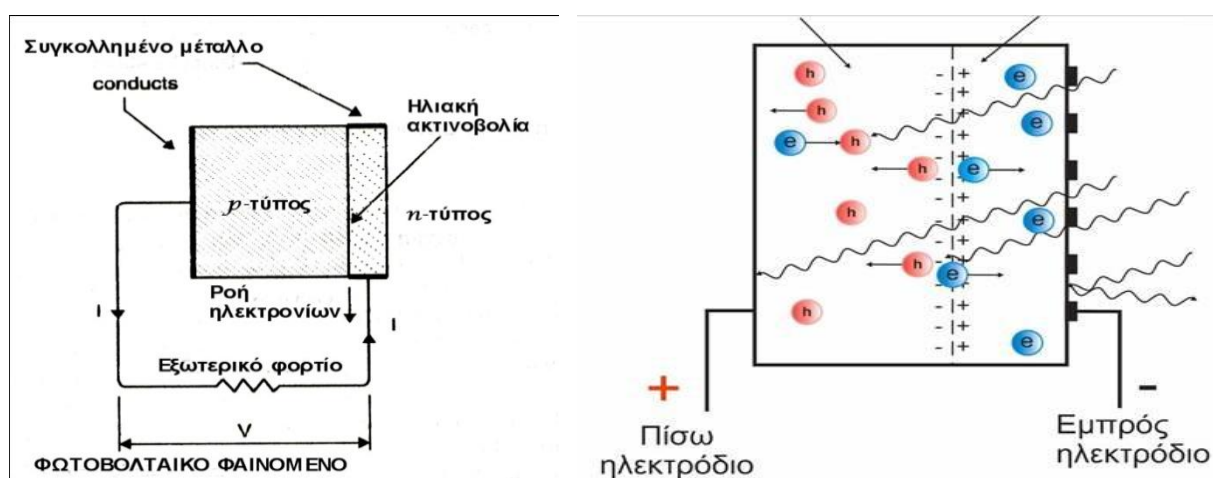 Συγκολλημένο μέταλλο
conducts
Ηλιακή
ακτινοβολία
p-τύπος
n-τύπος
Ροή
ηλεκτρονίων
I
I
Εξωτερικό φορτίο
V
ΦΩΤΟΒΟΛΤΑΙΚΟ ΦΑΙΝΟΜΕΝΟ
h
e
- +
- +
- +
h
e
- +
e
h
- +
h
e
- +
h
e
- +
h
e
- +
h
e
- +
- +
+
Πίσω
ηλεκτρόδιο
-
Εμπρός
ηλεκτρόδιο